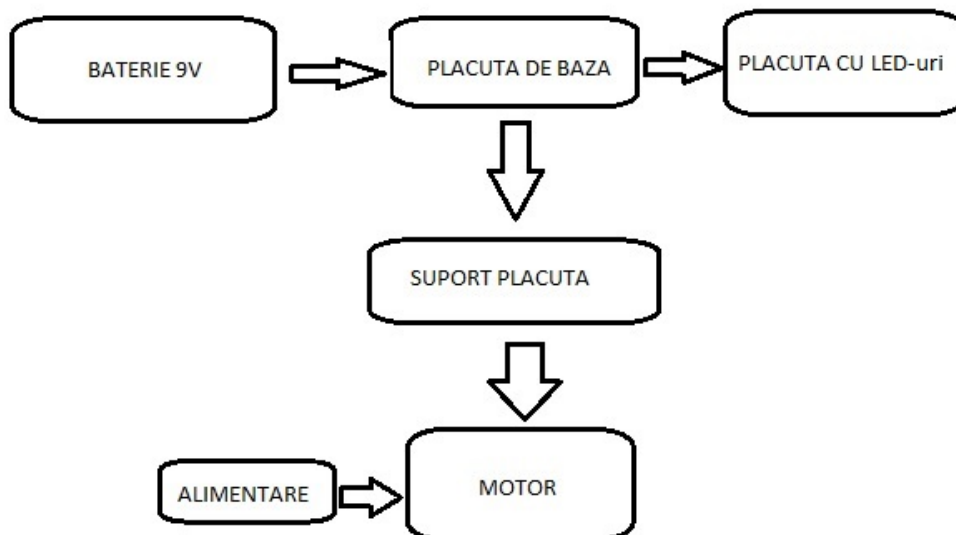 BATERIE 9V
PLACUTA DE BAZA
PLACUTA CU LED-uri
SUPORT PLACUTA
ALIMENTARE
MOTOR